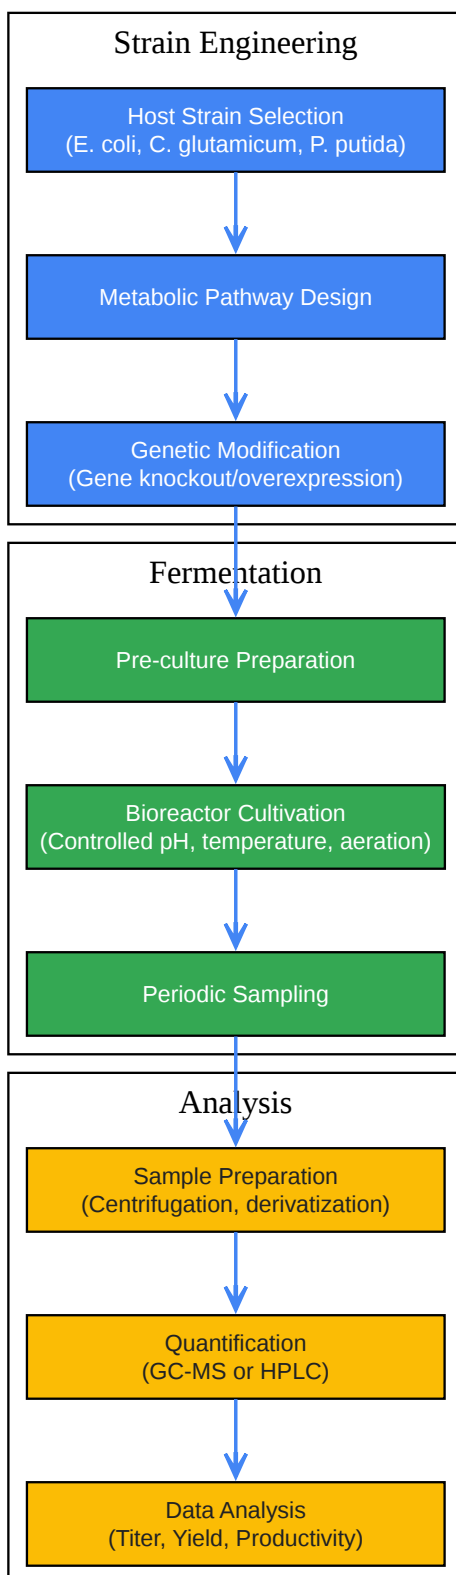 Strain Engineering
Host Strain Selection
(E. coli, C. glutamicum, P. putida)
Metabolic Pathway Design
Genetic Modification
(Gene knockout/overexpression)
Fermentation
Pre-culture Preparation
Bioreactor Cultivation
(Controlled pH, temperature, aeration)
Periodic Sampling
Analysis
Sample Preparation
(Centrifugation, derivatization)
Quantification
(GC-MS or HPLC)
Data Analysis
(Titer, Yield, Productivity)